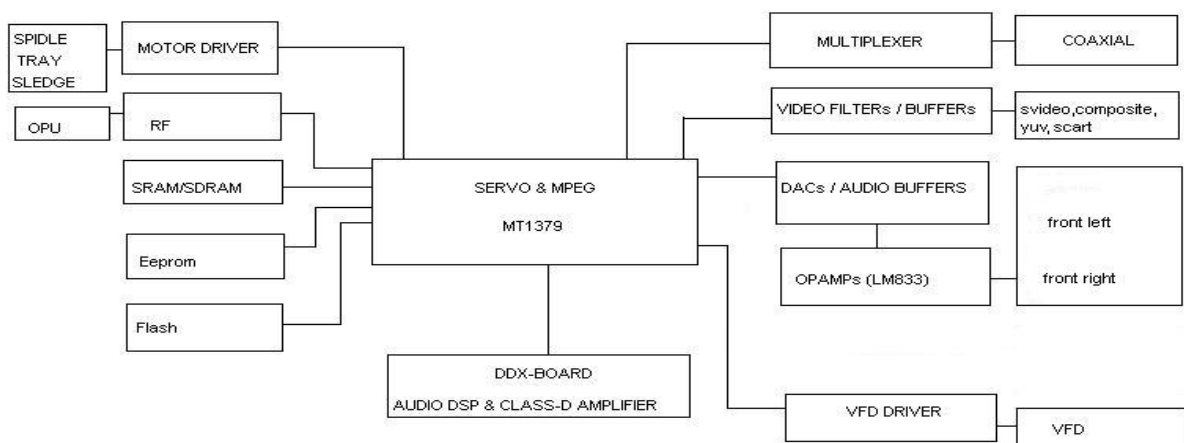 SPIDLE
TRAY
SLEDGE
MOTOR DRIVER
OPU
RF
SRAM/SDRAM
Eeprom
Flash
SERVO & MPEG
MT1379
DDX-BOARD
AUDIO DSP & CLASS-D AMPLIFIER
MULTIPLEXER
COAXIAL
VIDEO FILTERs / BUFFERs
svideo,composite,
yuv, scart
DACs / AUDIO BUFFERS
OPAMPs (LM833)
front left
front right
VFD DRIVER
VFD